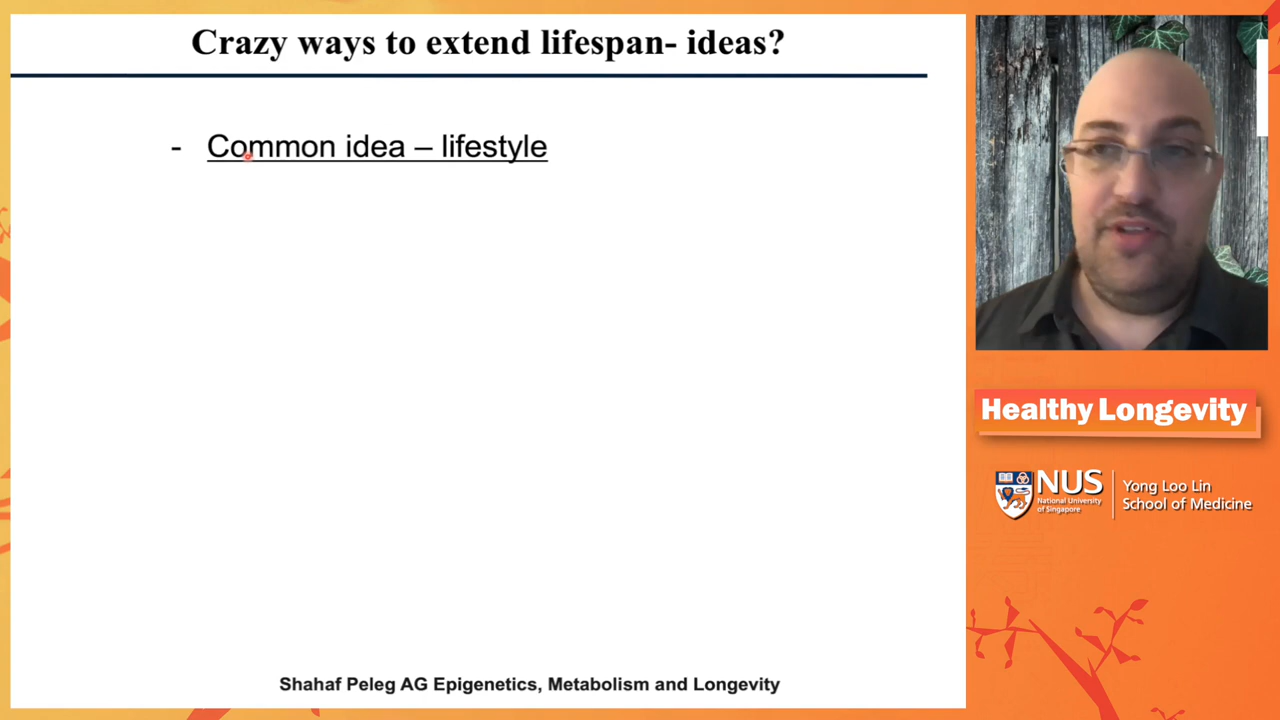 Crazy ways to extend lifespan- ideas?
- Common idea – lifestyle
Shahaf Peleg AG Epigenetics, Metabolism and Longevity
Healthy Longevity
NUS
National University
of Singapore
Yong Loo Lin
School of Medicine